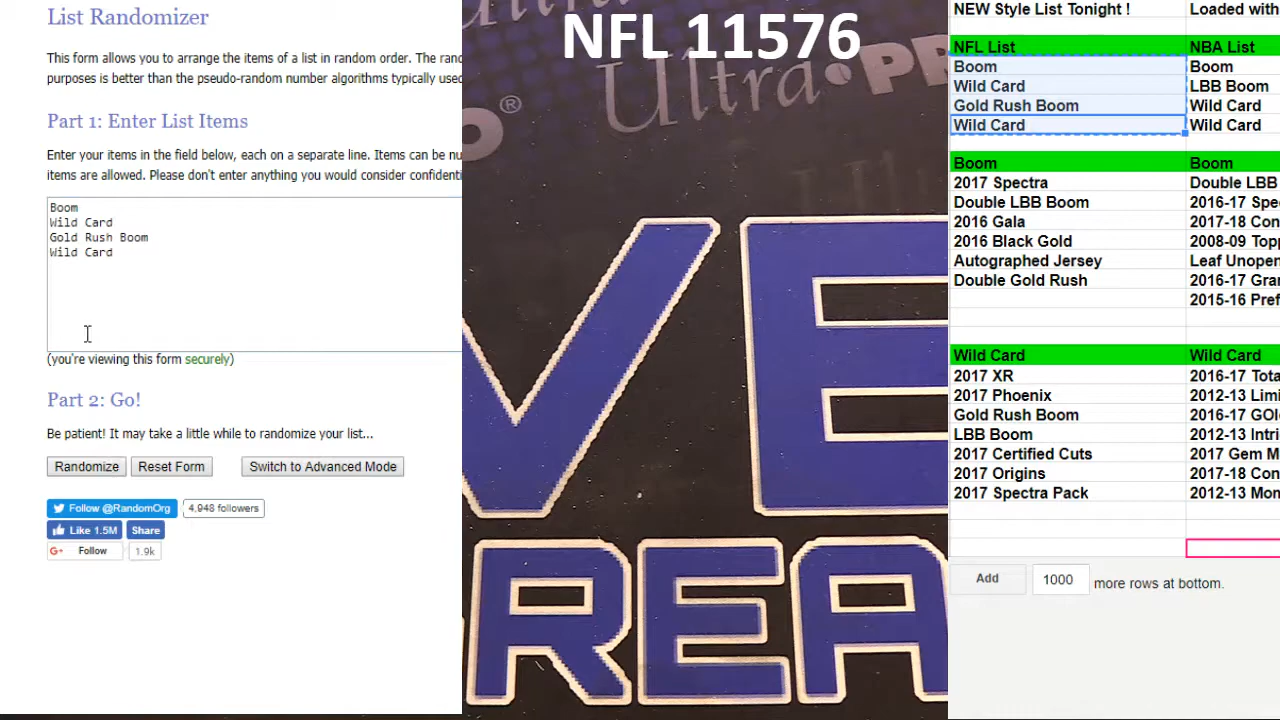 List Randomizer
This form allows you to arrange the items of a list in random order. The
purposes is better than the pseudo-random number algorithms typically used
Part 1: Enter List Items
Enter your items in the field below, each on a separate line. Items can be
items are allowed. Please don't enter anything you would consider
Boom
Wild Card
Gold Rush Boom
Wild Card
(you're viewing this form securely)
Part 2: Go!
Be patient! It may take a little while to randomize your list...
Randomize Reset Form Switch to Advanced Mode
Follow @RandomOrg 4,948 followers
Like 1.5M Share
G+ Follow 1.9k
NFL 11576
Ultra
Ultra PR
O®
VE
REA
NEW Style List Tonight ! Loaded with
NFL List NBA List
Boom Boom
Wild Card LBB Boom
Gold Rush Boom Wild Card
Wild Card Wild Card
Boom Boom
2017 Spectra Double LBB
Double LBB Boom 2016-17 Spe
2016 Gala 2017-18 Con
2016 Black Gold 2008-09 Topp
Autographed Jersey Leaf Unopen
Double Gold Rush 2016-17 Gra
2015-16 Pref
Wild Card Wild Card
2017 XR 2016-17 Tota
2017 Phoenix 2012-13 Limi
Gold Rush Boom 2016-17 GOl
LBB Boom 2012-13 Intri
2017 Certified Cuts 2017 Gem M
2017 Origins 2017-18 Con
2017 Spectra Pack 2012-13 Mom
Add 1000 more rows at bottom.